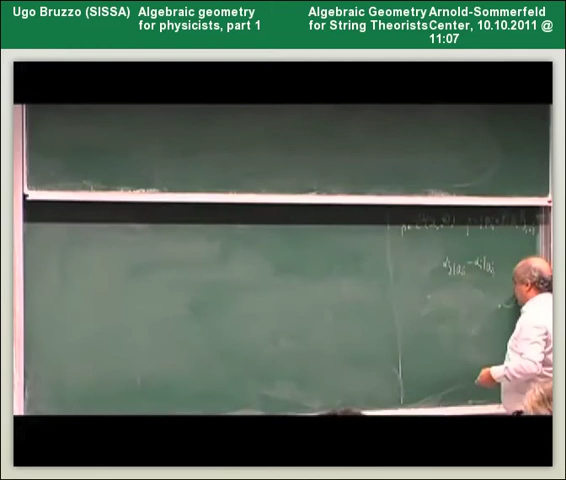 Ugo Bruzzo (SISSA)
Algebraic geometry
for physicists, part 1
Algebraic Geometry
for String Theorists
Arnold-Sommerfeld
Center, 10.10.2011 @
11:07